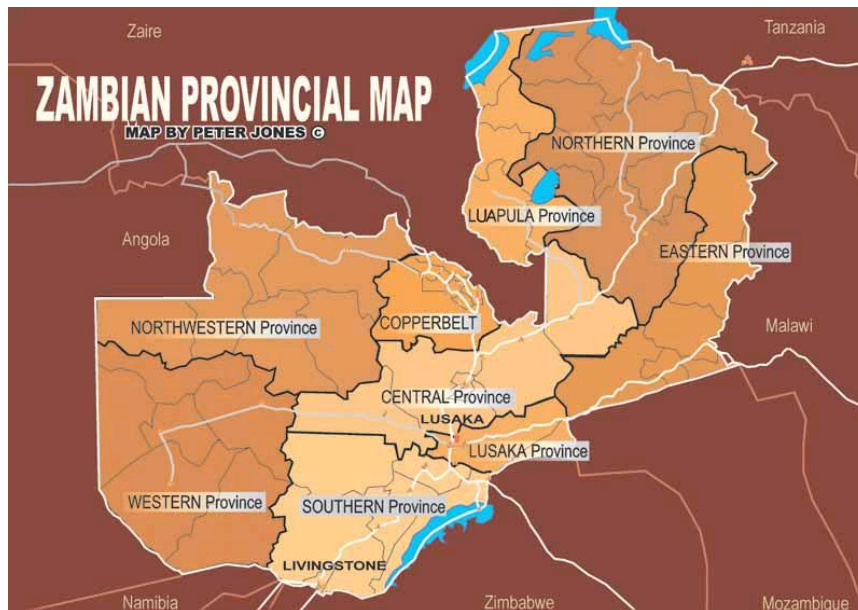 Zaire
Tanzania
ZAMBIAN PROVINCIAL MAP
MAP BY PETER JONES ©
NORTHERN Province
LUAPULA Province
Angola
EASTERN Province
NORTHWESTERN Province
COPPERBELT
Malawi
CENTRAL Province
LUSAKA
LUSAKA Province
WESTERN Province
SOUTHERN Province
LIVINGSTONE
Namibia
Zimbabwe
Mozambique